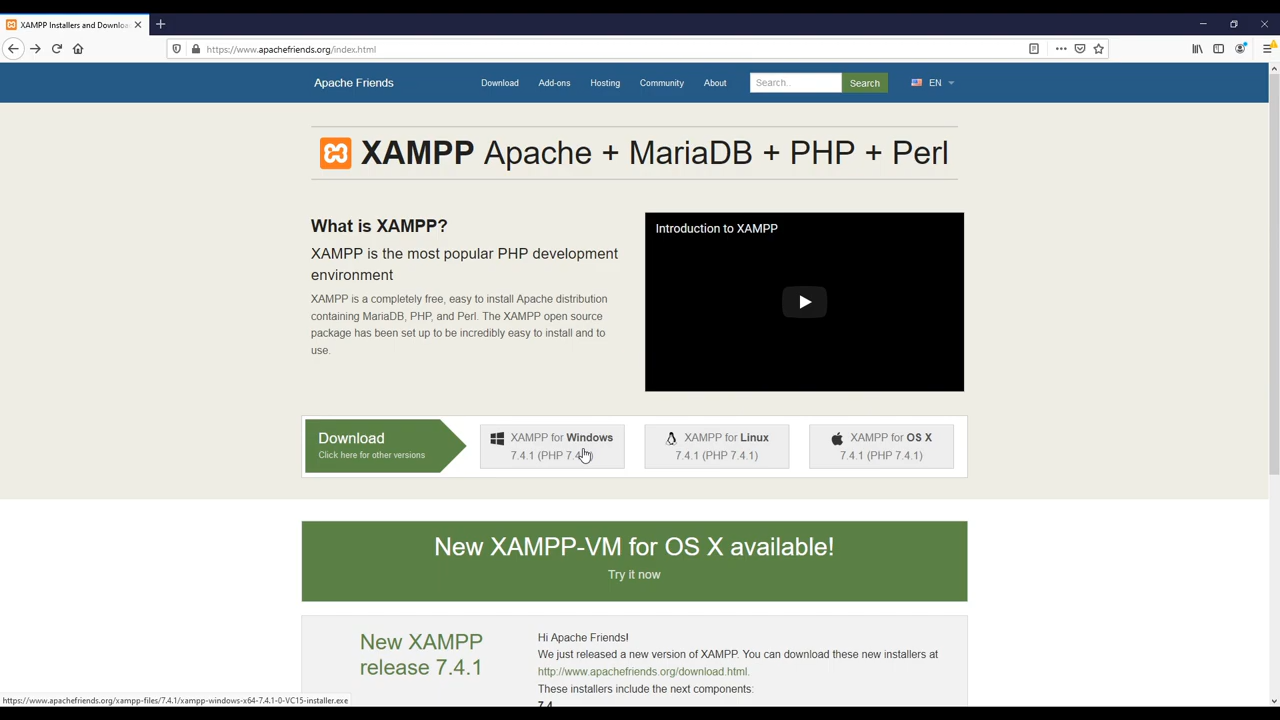 XAMPP Installers and Downloa
https://www.apachefriends.org/index.html
Apache Friends
Download
Add-ons
Hosting
Community
About
Search...
Search
EN
XAMPP Apache + MariaDB + PHP + Perl
What is XAMPP?
XAMPP is the most popular PHP development
environment
XAMPP is a completely free, easy to install Apache distribution
containing MariaDB, PHP, and Perl. The XAMPP open source
package has been set up to be incredibly easy to install and to
use.
Introduction to XAMPP
Download
Click here for other versions
XAMPP for Windows
7.4.1 (PHP 7.4.1)
XAMPP for Linux
7.4.1 (PHP 7.4.1)
XAMPP for OS X
7.4.1 (PHP 7.4.1)
New XAMPP-VM for OS X available!
Try it now
New XAMPP
release 7.4.1
Hi Apache Friends!
We just released a new version of XAMPP. You can download these new installers at
http://www.apachefriends.org/download.html.
These installers include the next components:
7.4
https://www.apachefriends.org/xampp-files/7.4.1/xampp-windows-x64-7.4.1-0-VC15-installer.exe